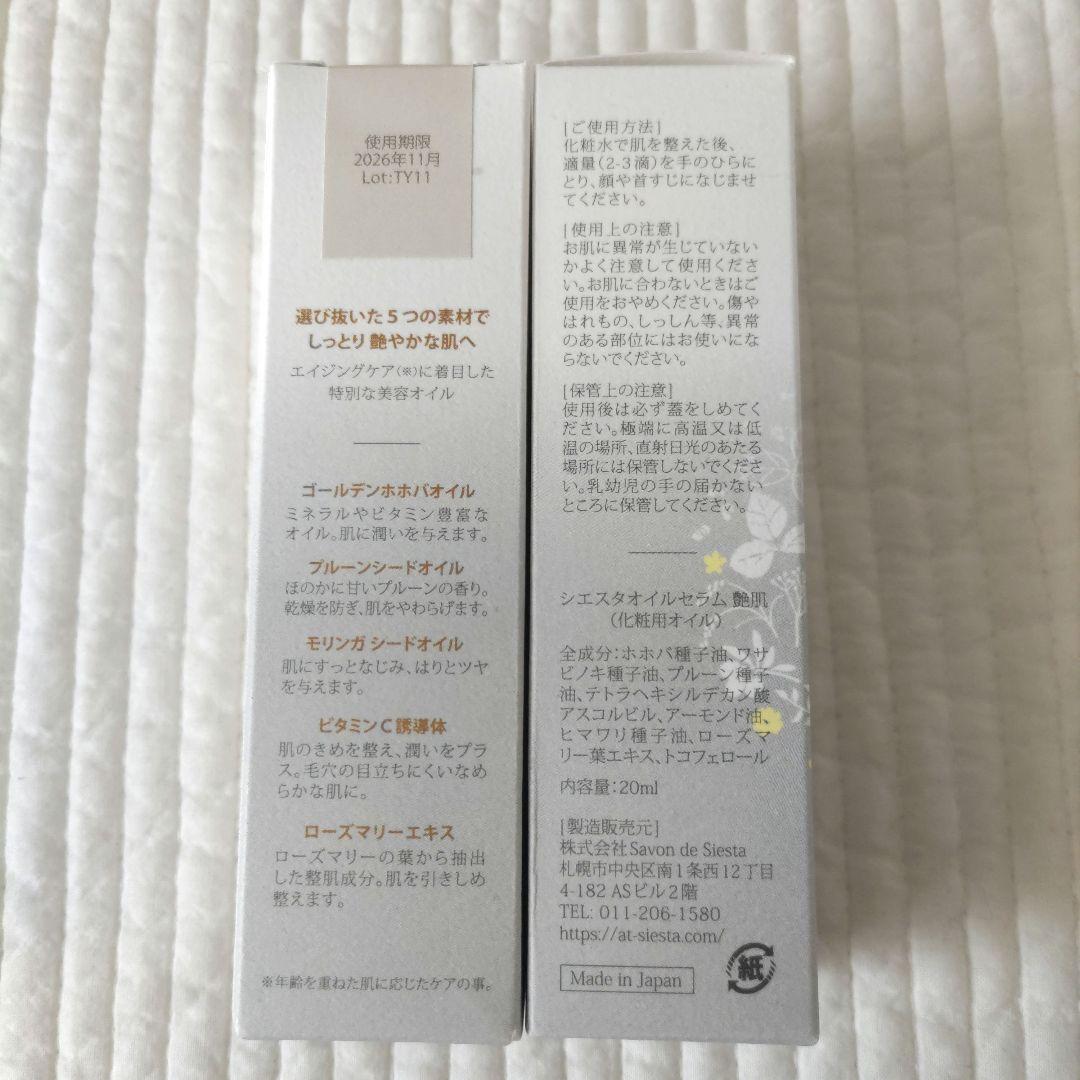 使用期限
2026年11月
Lot:TY11
選び抜いた5つの素材で
しっとり艶やかな肌へ
エイジングケア(※)に着目した
特別な美容オイル
ゴールデンホホバオイル
ミネラルやビタミン豊富な
オイル。肌に潤いを与えます。
プルーンシードオイル
ほのかに甘いプルーンの香り。
乾燥を防ぎ、肌をやわらげます。
モリンガ シードオイル
肌にすっとなじみ、はりとツヤ
を与えます。
ビタミンC誘導体
肌のきめを整え、潤いをプラ
ス。毛穴の目立ちにくいなめ
らかな肌に。
ローズマリーエキス
ローズマリーの葉から抽出
した整肌成分。肌を引きしめ
整えます。
※年齢を重ねた肌に応じたケアの事。
[ご使用方法]
化粧水で肌を整えた後、
適量(2-3滴)を手のひらに
とり、顔や首すじになじませ
てください。
[使用上の注意]
お肌に異常が生じていない
かよく注意して使用くださ
い。お肌に合わないときはご
使用をおやめください。傷や
はれもの、しっしん等、異常
のある部位にはお使いにな
らないでください。
[保管上の注意]
使用後は必ず蓋をしめてく
ださい。極端に高温又は低
温の場所、直射日光のあたる
場所には保管しないでくださ
い。乳幼児の手の届かない
ところに保管してください。
シエスタオイルセラム 艶肌
(化粧用オイル)
全成分:ホホバ種子油、ワサ
ビノキ種子油、プルーン種子
油、テトラヘキシルデカン酸
アスコルビル、アーモンド油、
ヒマワリ種子油、ローズマ
リー葉エキス、トコフェロール
内容量:20ml
[製造販売元]
株式会社Savon de Siesta
札幌市中央区南1条西12丁目
4-182 ASビル2階
TEL: 011-206-1580
https://at-siesta.com/
Made in Japan
紙